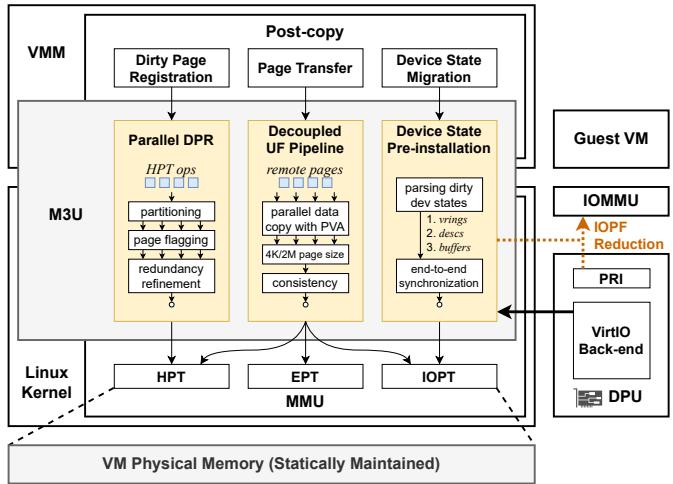 VMM
Post-copy
Dirty Page
Registration
Page Transfer
Device State
Migration
M3U
Parallel DPR
HPT ops
partitioning
page flagging
redundancy
refinement
Decoupled
UF Pipeline
remote pages
parallel data
copy with PVA
4K/2M page size
consistency
Device State
Pre-installation
parsing dirty
dev states
1. vrings
2. descs
3. buffers
end-to-end
synchronization
Guest VM
IOMMU
IOPF
Reduction
PRI
VirtIO
Back-end
DPU
Linux
Kernel
HPT
EPT
IOPT
MMU
VM Physical Memory (Statically Maintained)